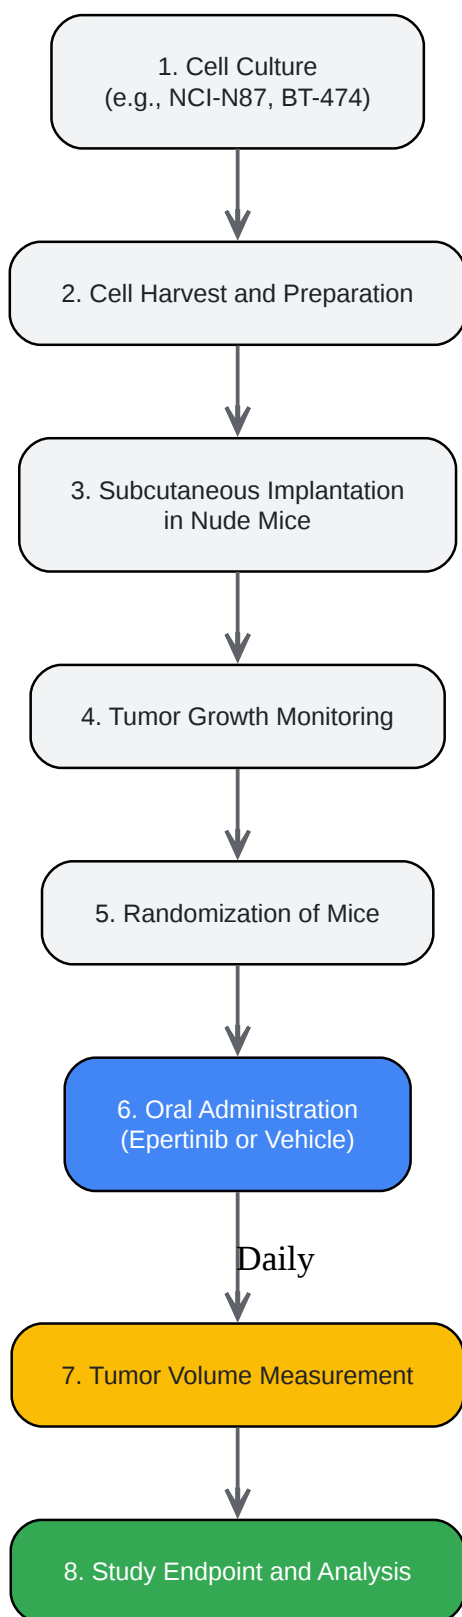 1. Cell Culture
(e.g., NCI-N87, BT-474)
2. Cell Harvest and Preparation
3. Subcutaneous Implantation
in Nude Mice
4. Tumor Growth Monitoring
5. Randomization of Mice
6. Oral Administration
(Epertinib or Vehicle)
Daily
7. Tumor Volume Measurement
8. Study Endpoint and Analysis